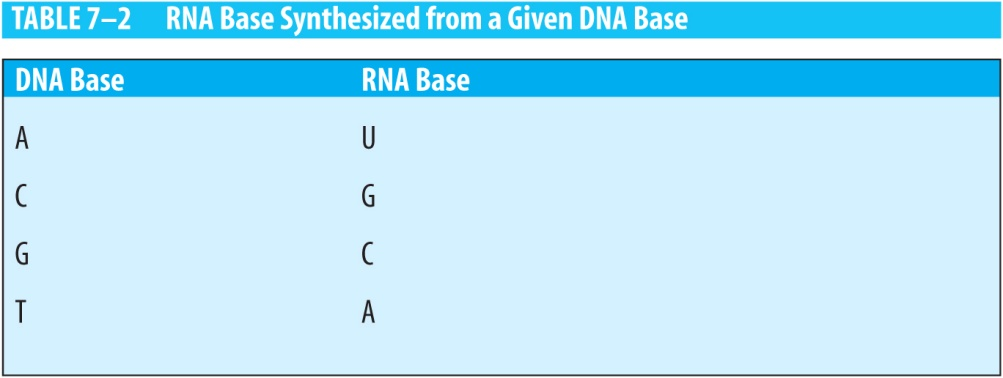 TABLE 7–2 RNA Base Synthesized from a Given DNA Base
DNA Base RNA Base
A U
C G
G C
T A